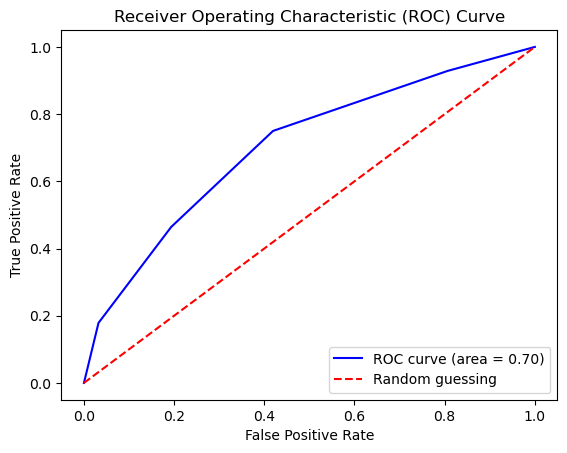 Receiver Operating Characteristic (ROC) Curve
1.0
0.8
0.6
0.4
0.2
0.0
True Positive Rate
ROC curve (area = 0.70)
Random guessing
0.0 0.2 0.4 0.6 0.8 1.0
False Positive Rate